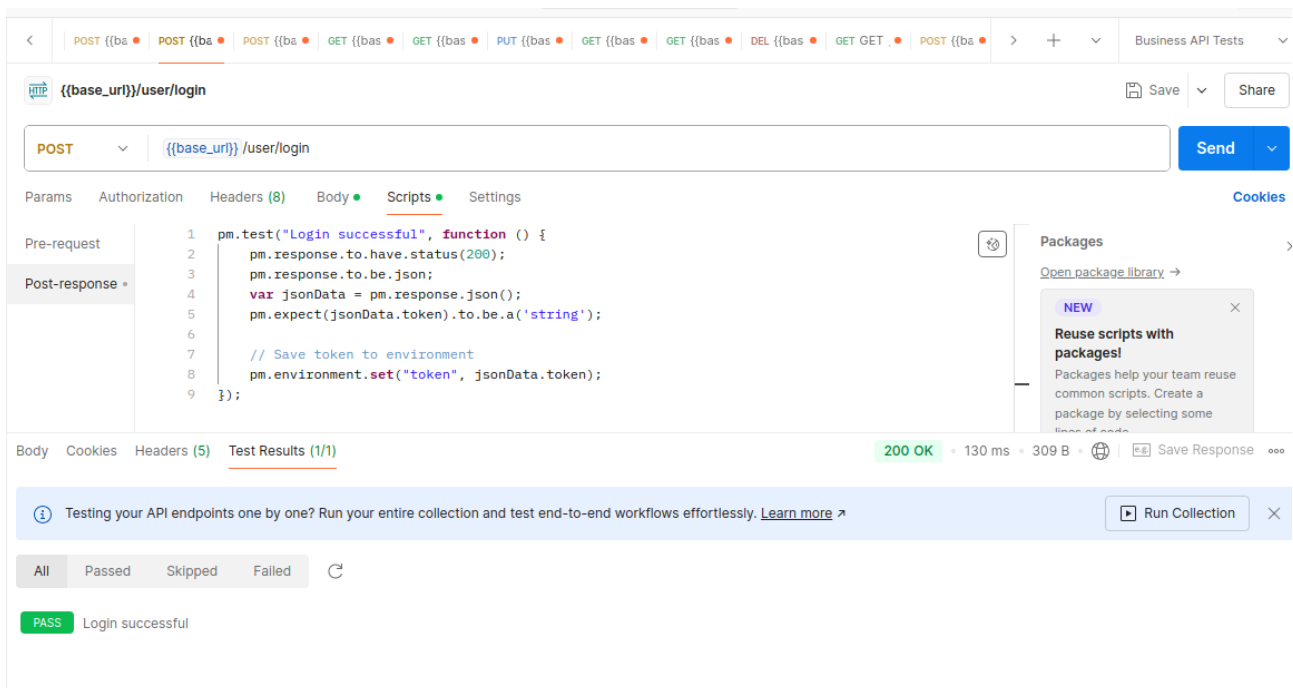 POST {{ba POST {{ba POST {{ba GET {{bas GET {{bas PUT {{bas GET {{bas GET {{bas DEL {{bas GET GET . POST {{ba Business API Tests
HTTP {{base_url}}/user/login Save Share
POST {{base_url}} /user/login Send
Params Authorization Headers (8) Body Scripts Settings Cookies
Pre-request
Post-response
1 pm.test("Login successful", function () {
2 pm.response.to.have.status(200);
3 pm.response.to.be.json;
4 var jsonData = pm.response.json();
5 pm.expect(jsonData.token).to.be.a('string');
6
7 // Save token to environment
8 pm.environment.set("token", jsonData.token);
9 });
Packages
Open package library →
NEW
Reuse scripts with
packages!
Packages help your team reuse
common scripts. Create a
package by selecting some
lines of code
Body Cookies Headers (5) Test Results (1/1) 200 OK 130 ms 309 B e.g. Save Response
Testing your API endpoints one by one? Run your entire collection and test end-to-end workflows effortlessly. Learn more ↗ Run Collection
All Passed Skipped Failed
PASS Login successful